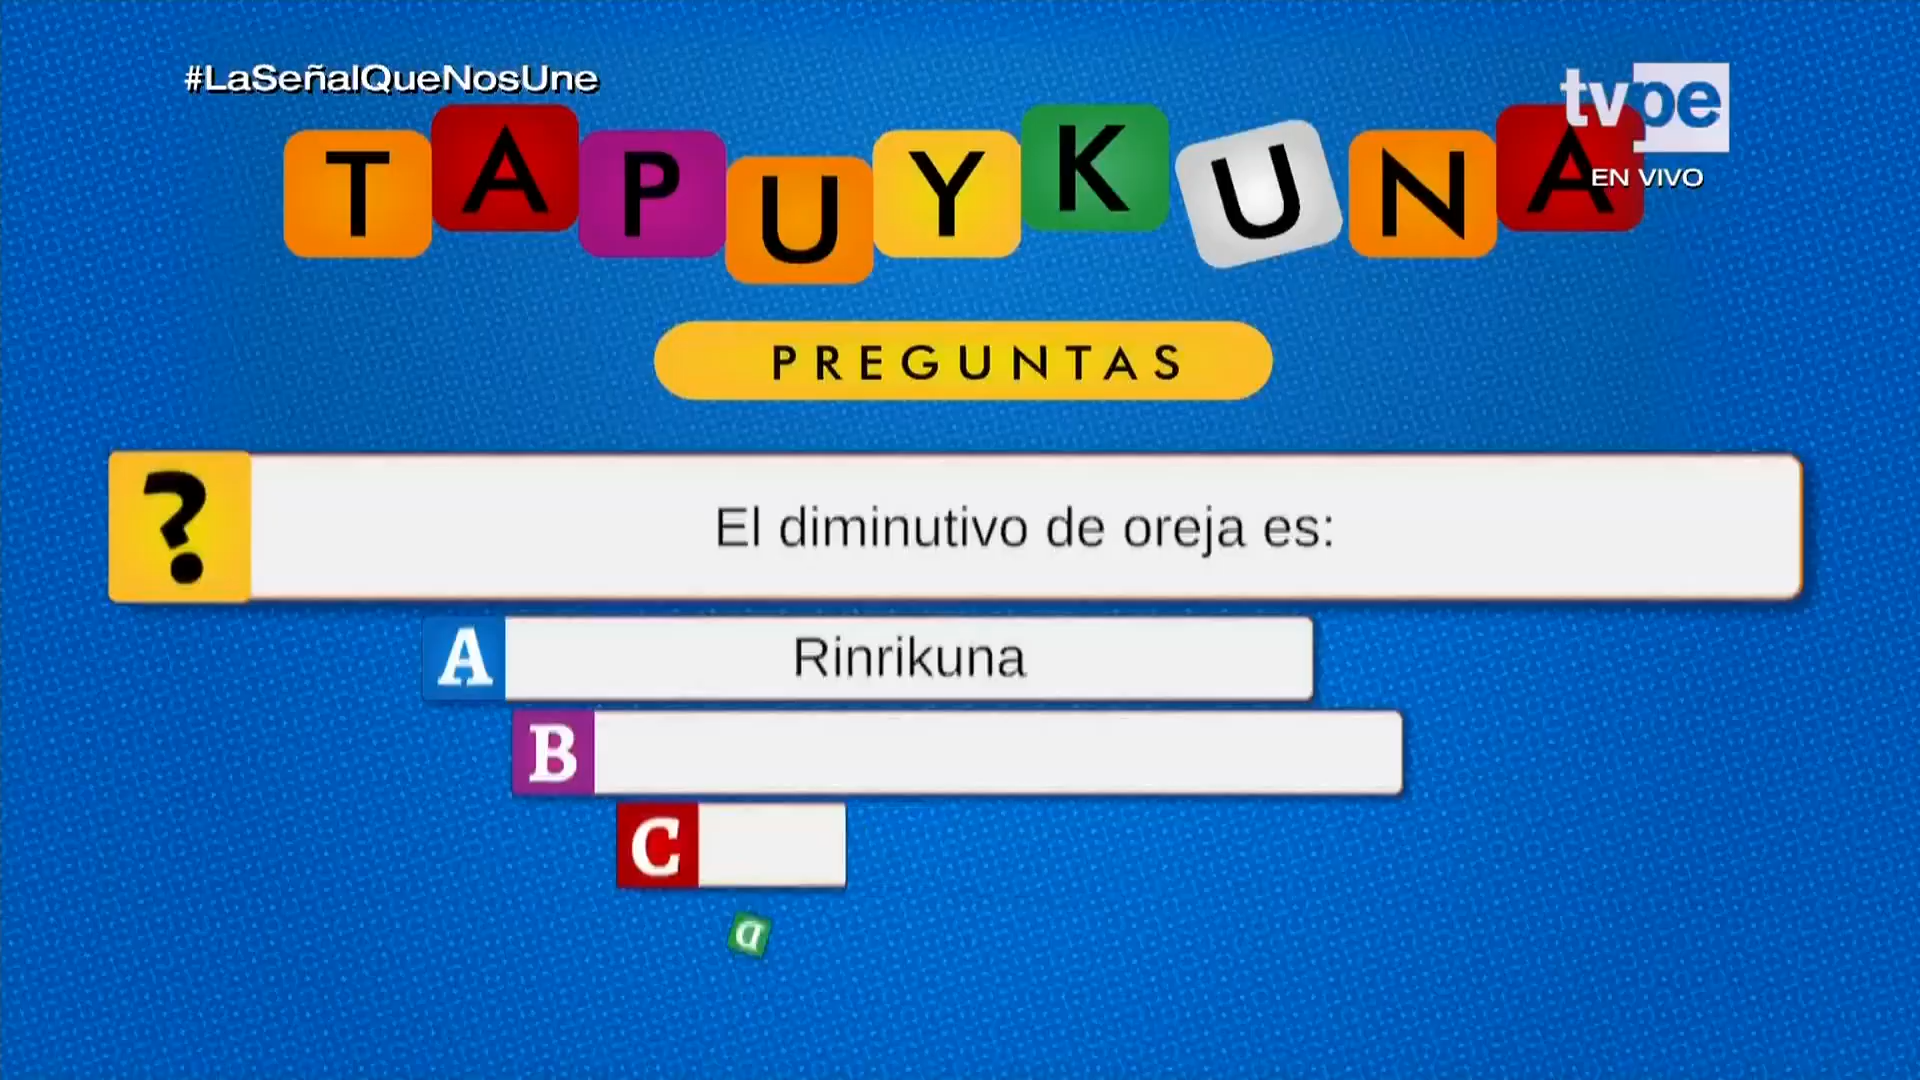 #LaSeñalQueNosUne
tvpe
EN VIVO
TAPUYKUNA
PREGUNTAS
? El diminutivo de oreja es:
A Rinrikuna
B
C
D